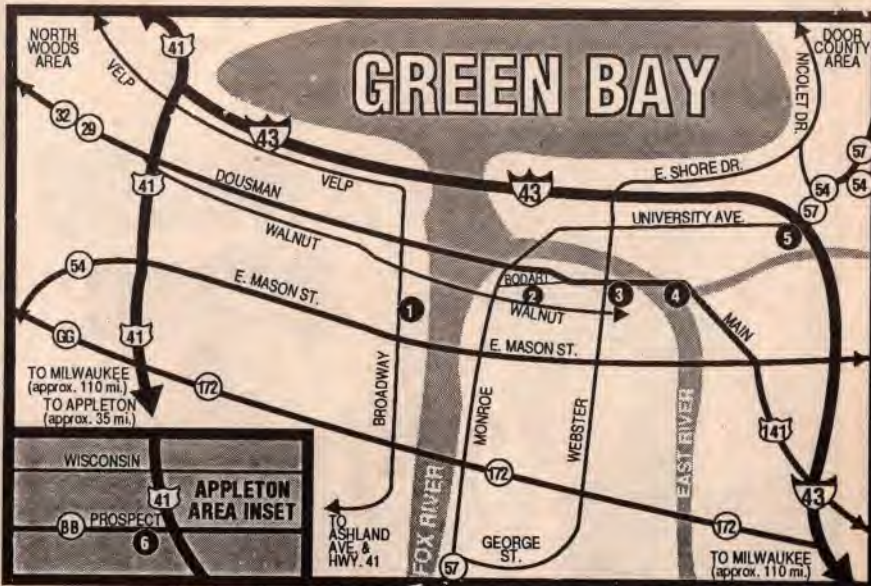 NORTH
WOODS
AREA
VELP
41
GREEN BAY
DOOR
COUNTY
AREA
NICOLET DR.
32
29
43
57
54
54
57
41
DOUSMAN
VELP
43
E. SHORE DR.
UNIVERSITY AVE.
5
WALNUT
54
E. MASON ST.
1
BODART
2
3
4
WALNUT
MAIN
41
GG
E. MASON ST.
TO MILWAUKEE
(approx. 110 mi.)
TO APPLETON
(approx. 35 mi.)
172
BROADWAY
MONROE
WEBSTER
EAST RIVER
141
WISCONSIN
41
APPLETON
AREA INSET
BB
PROSPECT
6
172
43
TO
ASHLAND
AVE. &
HWY. 41
FOX RIVER
57
GEORGE
ST.
172
TO MILWAUKEE
(approx. 110 mi.)